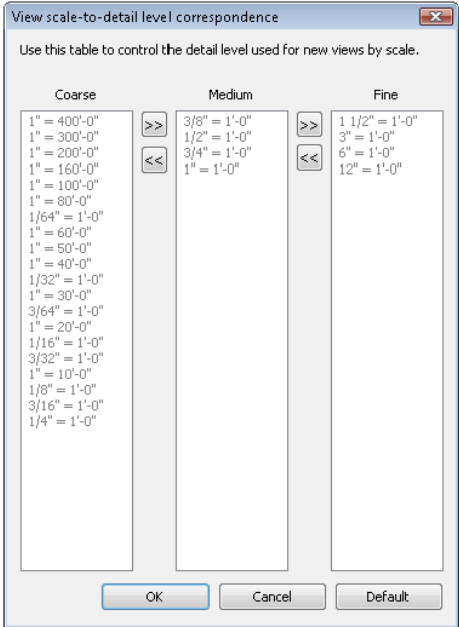 View scale-to-detail level correspondence
Use this table to control the detail level used for new views by scale.
Coarse
1" = 400'-0"
1" = 300'-0"
1" = 200'-0"
1" = 160'-0"
1" = 100'-0"
1" = 80'-0"
1/64" = 1'-0"
1" = 60'-0"
1" = 50'-0"
1" = 40'-0"
1/32" = 1'-0"
1" = 30'-0"
3/64" = 1'-0"
1" = 20'-0"
1/16" = 1'-0"
3/32" = 1'-0"
1" = 10'-0"
1/8" = 1'-0"
3/16" = 1'-0"
1/4" = 1'-0"
>>
<<
Medium
3/8" = 1'-0"
1/2" = 1'-0"
3/4" = 1'-0"
1" = 1'-0"
>>
<<
Fine
1 1/2" = 1'-0"
3" = 1'-0"
6" = 1'-0"
12" = 1'-0"
OK
Cancel
Default